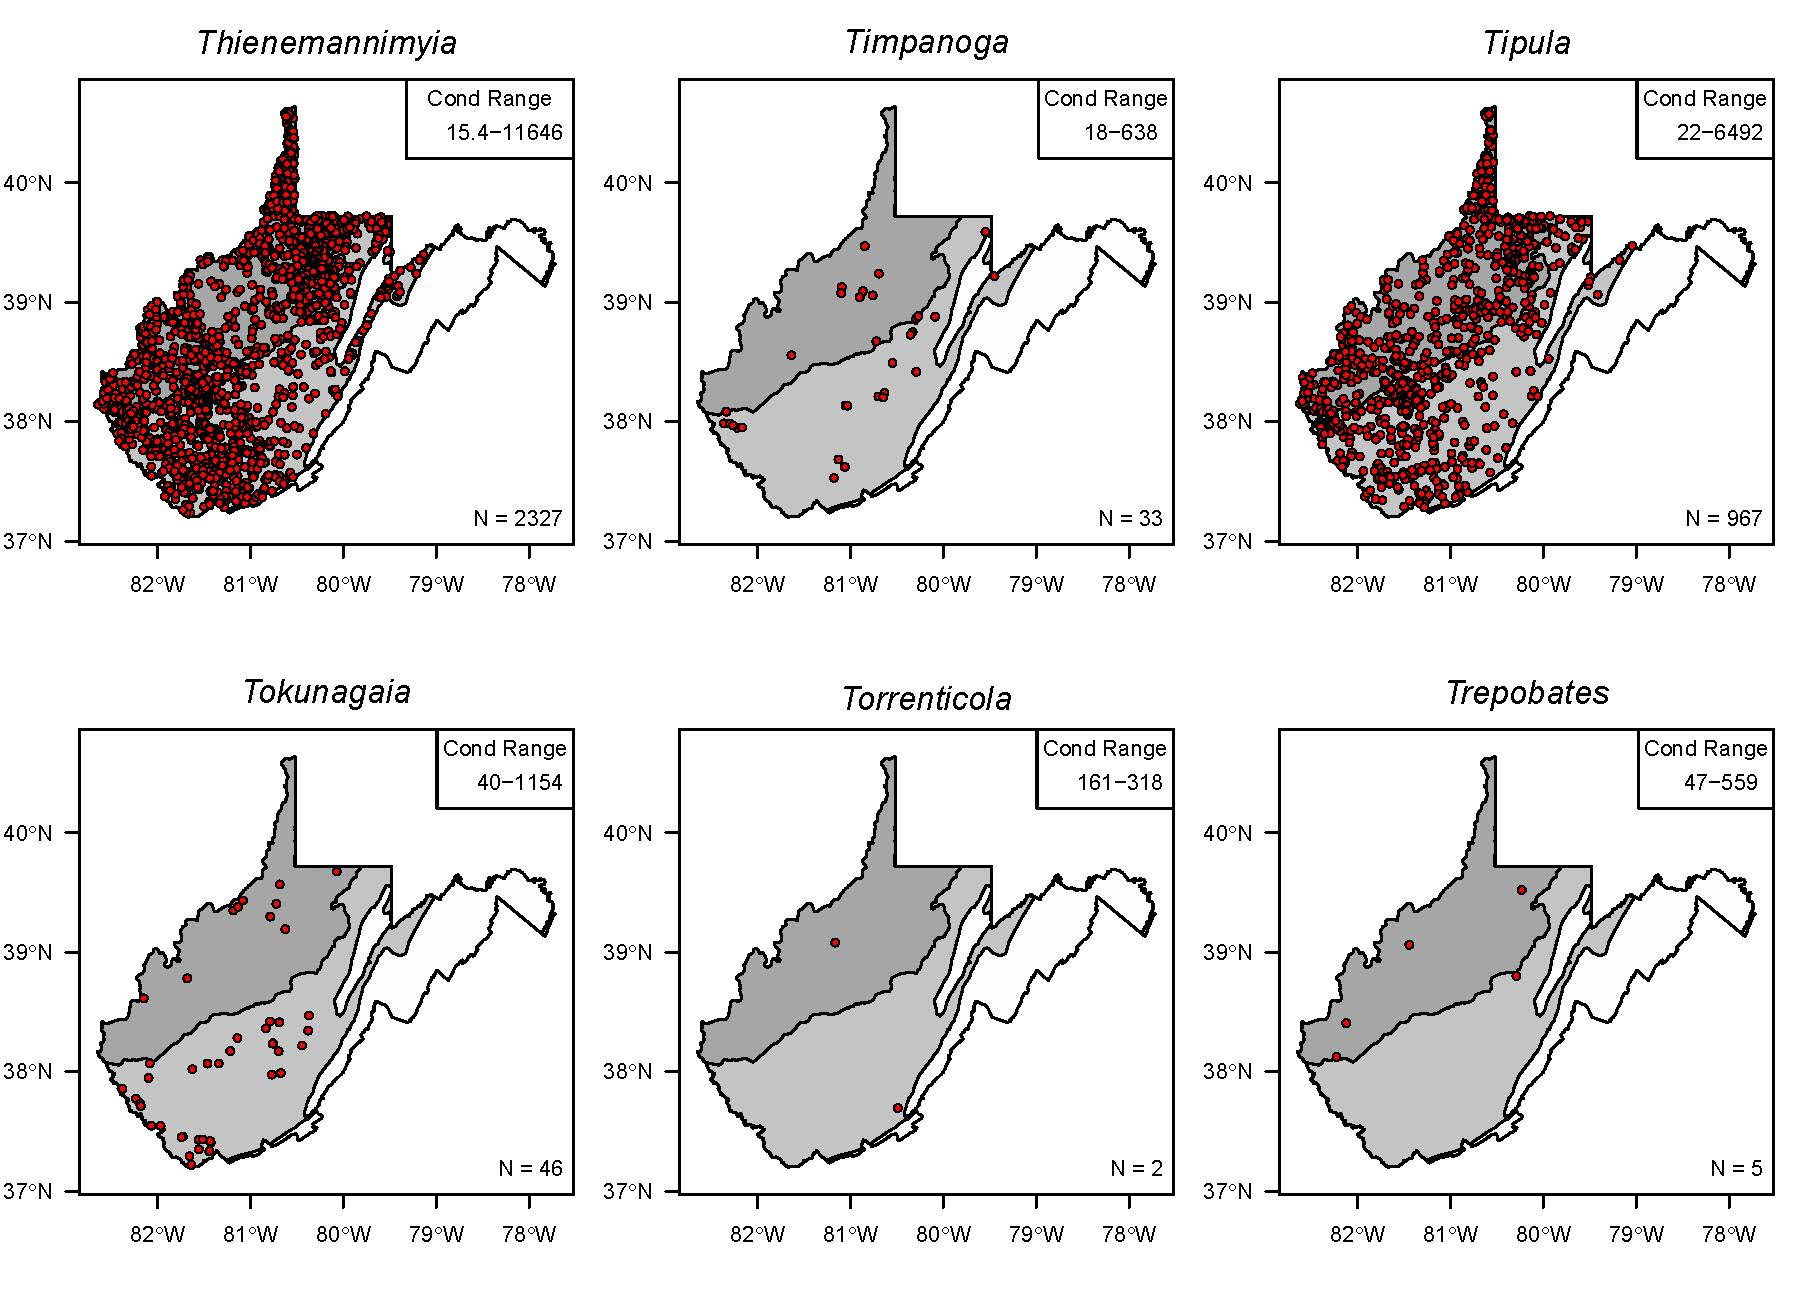 Thienemannimyia
Timpanoga
Tipula
Cond Range
15.4−11646
Cond Range
18−638
Cond Range
22−6492
40°N
39°N
38°N
37°N
40°N
39°N
38°N
37°N
40°N
39°N
38°N
37°N
N = 2327
N = 33
N = 967
82°W 81°W 80°W 79°W 78°W
82°W 81°W 80°W 79°W 78°W
82°W 81°W 80°W 79°W 78°W
Tokunagaia
Torrenticola
Trepobates
Cond Range
40−1154
Cond Range
161−318
Cond Range
47−559
40°N
39°N
38°N
37°N
40°N
39°N
38°N
37°N
40°N
39°N
38°N
37°N
N = 46
N = 2
N = 5
82°W 81°W 80°W 79°W 78°W
82°W 81°W 80°W 79°W 78°W
82°W 81°W 80°W 79°W 78°W